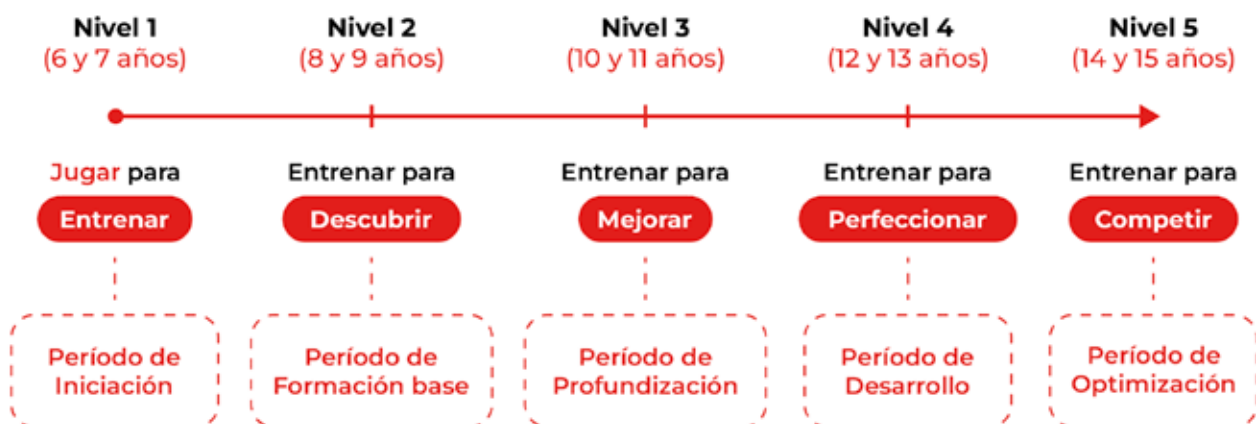 Nivel 1
(6 y 7 años)
Nivel 2
(8 y 9 años)
Nivel 3
(10 y 11 años)
Nivel 4
(12 y 13 años)
Nivel 5
(14 y 15 años)
Jugar para
Entrenar
Entrenar para
Descubrir
Entrenar para
Mejorar
Entrenar para
Perfeccionar
Entrenar para
Competir
Período de
Iniciación
Período de
Formación base
Período de
Profundización
Período de
Desarrollo
Período de
Optimización